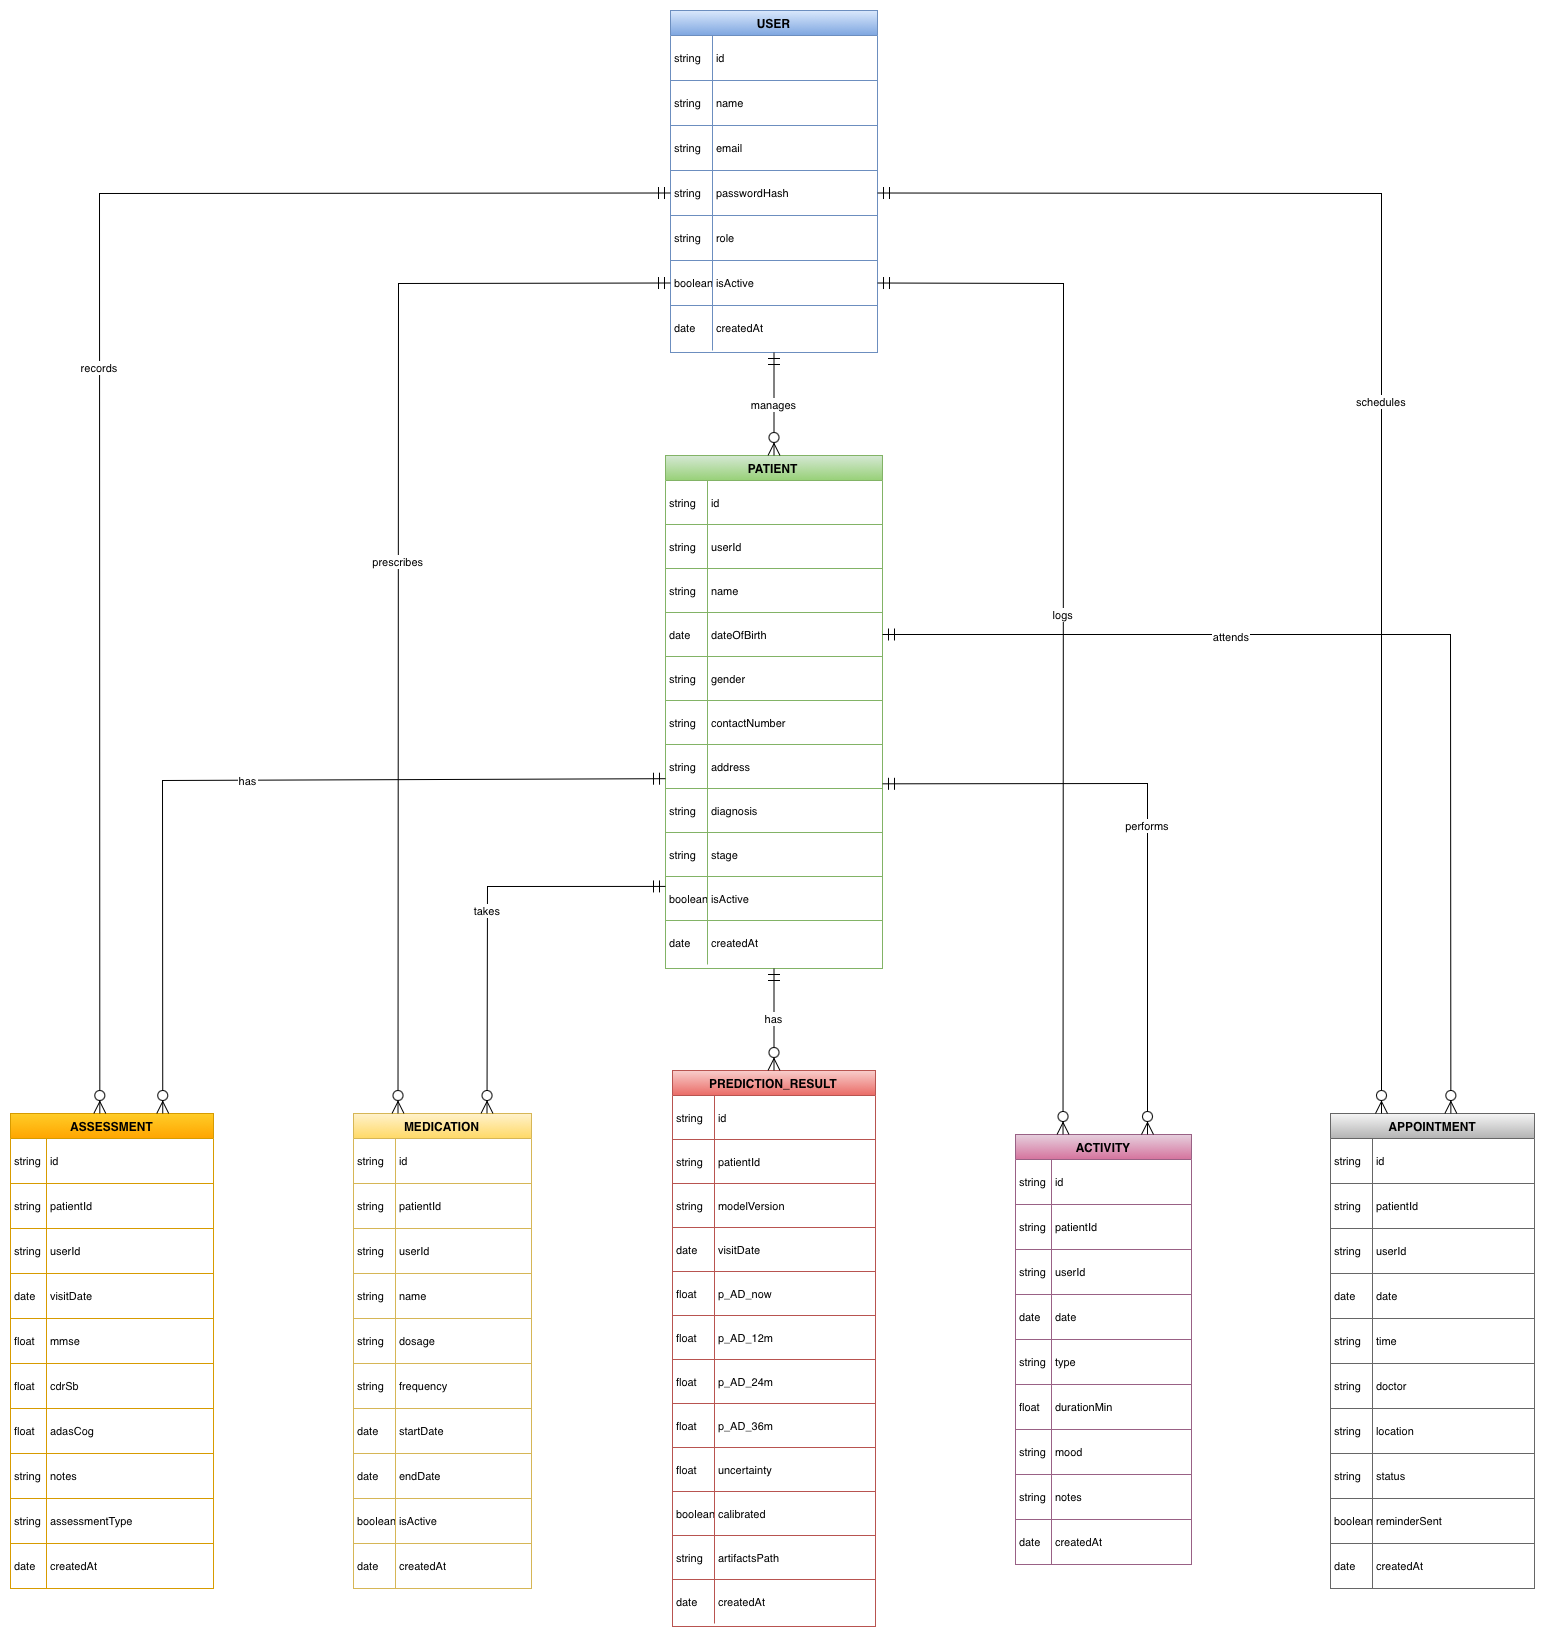 USER
string id
string name
string email
string passwordHash
string role
boolean isActive
date createdAt
records
prescribes
manages
logs
schedules
PATIENT
string id
string userId
string name
date dateOfBirth
string gender
string contactNumber
string address
string diagnosis
string stage
boolean isActive
date createdAt
attends
has
performs
takes
has
ASSESSMENT
string id
string patientId
string userId
date visitDate
float mmse
float cdrSb
float adasCog
string notes
string assessmentType
date createdAt
MEDICATION
string id
string patientId
string userId
string name
string dosage
string frequency
date startDate
date endDate
boolean isActive
date createdAt
PREDICTION_RESULT
string id
string patientId
string modelVersion
date visitDate
float p_AD_now
float p_AD_12m
float p_AD_24m
float p_AD_36m
float uncertainty
boolean calibrated
string artifactsPath
date createdAt
ACTIVITY
string id
string patientId
string userId
date date
string type
float durationMin
string mood
string notes
date createdAt
APPOINTMENT
string id
string patientId
string userId
date date
string time
string doctor
string location
string status
boolean reminderSent
date createdAt